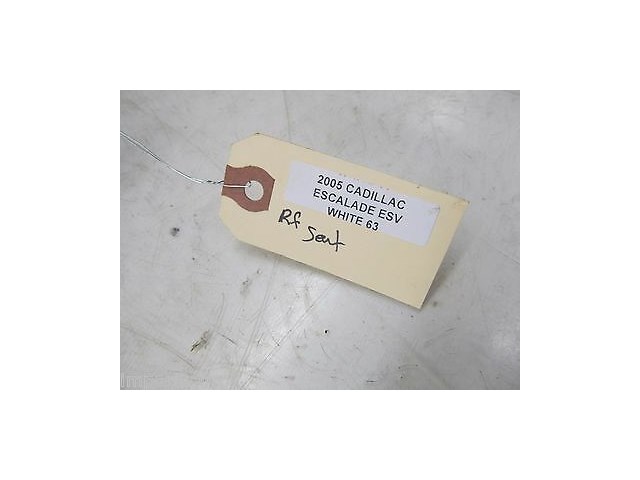 2005 CADILLAC
ESCALADE ESV
WHITE 63
Rf
Seat